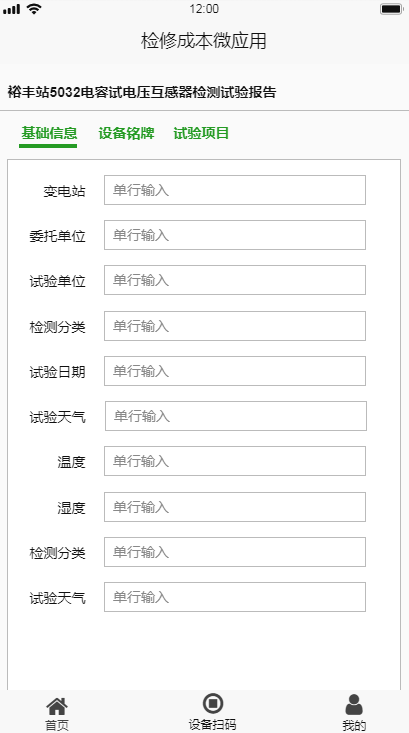 12:00
检修成本微应用
裕丰站5032电容试电压互感器检测试验报告
基础信息 设备铭牌 试验项目
变电站 单行输入
委托单位 单行输入
试验单位 单行输入
检测分类 单行输入
试验日期 单行输入
试验天气 单行输入
温度 单行输入
湿度 单行输入
检测分类 单行输入
试验天气 单行输入
首页 设备扫码 我的